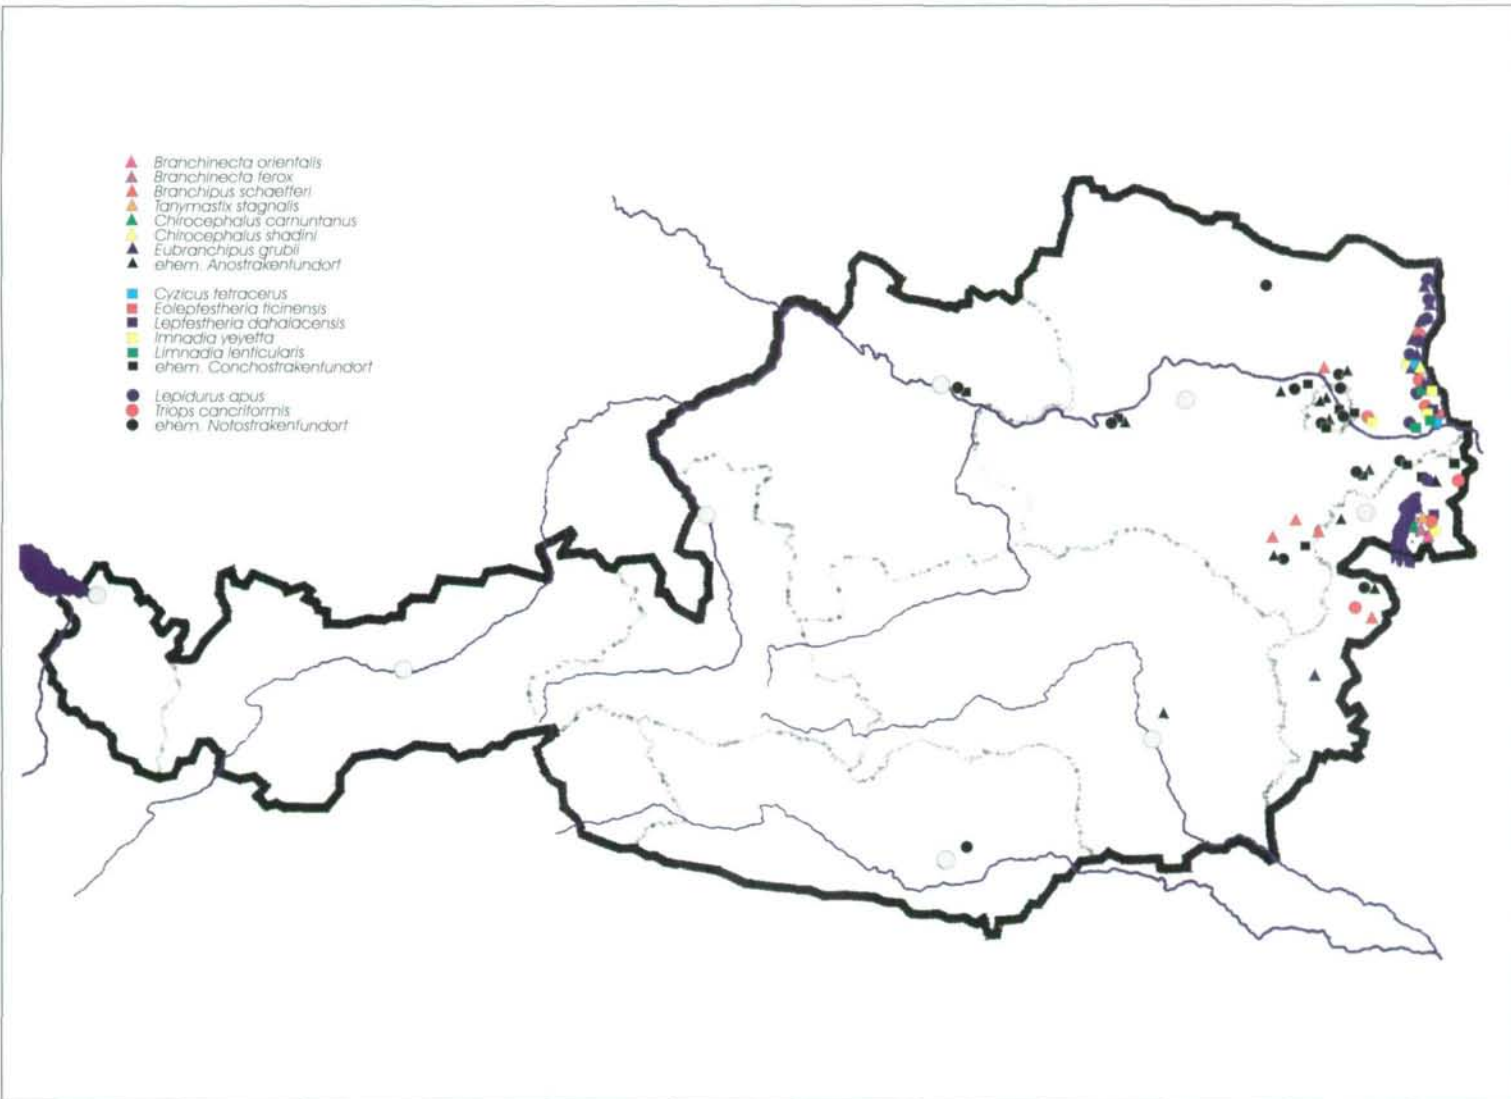 Branchinecta orientalis
Branchinecta ferox
Branchipus schaefferi
Tanymastix stagnalis
Chirocephalus carnuntanus
Chirocephalus shadini
Eubranchipus grubii
ehem. Anostrakenfundort
Cyzicus tetracerus
Eoleptestheria ticinensis
Leptestheria dahalacensis
Imnadia yeyetta
Limnadia lenticularis
ehem. Conchostrakenfundort
Lepidurus apus
Triops cancriformis
ehem. Notostrakenfundort